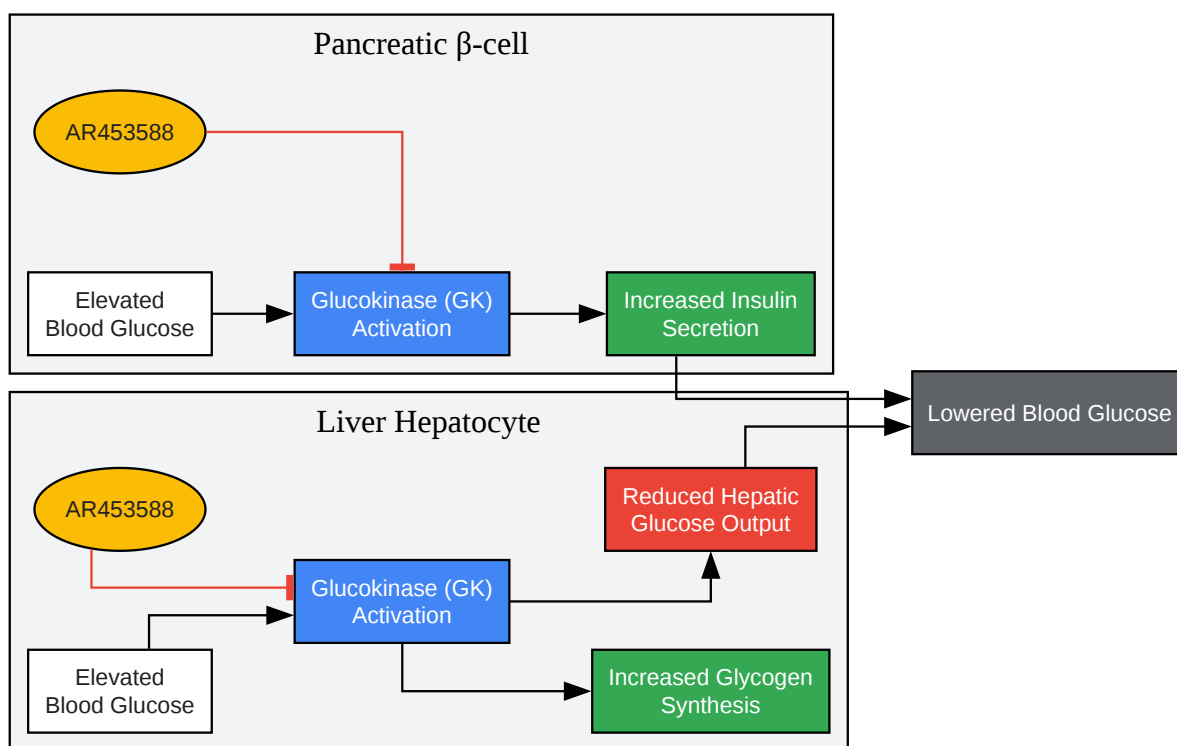 Pancreatic β-cell
AR453588
Elevated
Blood Glucose
Glucokinase (GK)
Activation
Increased Insulin
Secretion
Lowered Blood Glucose
Liver Hepatocyte
AR453588
Reduced Hepatic
Glucose Output
Glucokinase (GK)
Activation
Elevated
Blood Glucose
Increased Glycogen
Synthesis